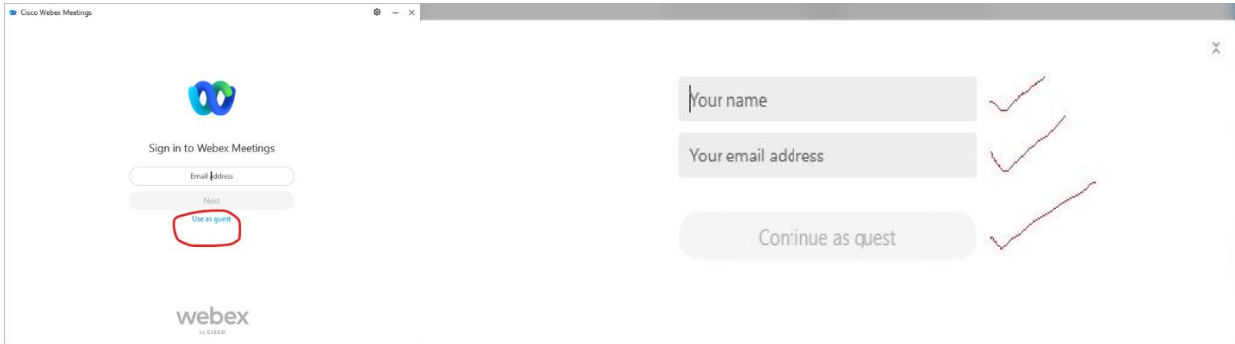 Cisco Webex Meetings
Sign in to Webex Meetings
Email address
Next
Use as guest
webex
by CISCO
Your name
Your email address
Continue as guest